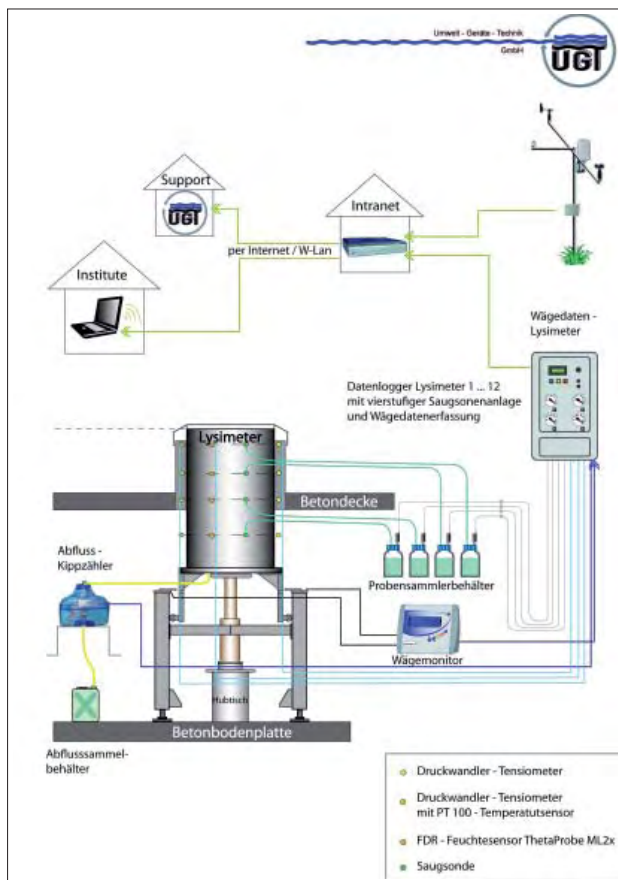 Umwelt - Geräte - Technik
GmbH
UGT
Support
UGT
Intranet
per Internet / W-Lan
Institute
Wägedaten -
Lysimeter
Datenlogger Lysimeter 1 ... 12
mit vierstufiger Saugsonenanlage
und Wägedatenerfassung
Lysimeter
Betondecke
Abfluss -
Kippzähler
Probensammlerbehälter
Wägemonitor
Hubtisch
Betonbodenplatte
Abflusssammel-
behälter
Druckwandler - Tensiometer
Druckwandler - Tensiometer
mit PT 100 - Temperatutsensor
FDR - Feuchtesensor ThetaProbe ML2x
Saugsonde